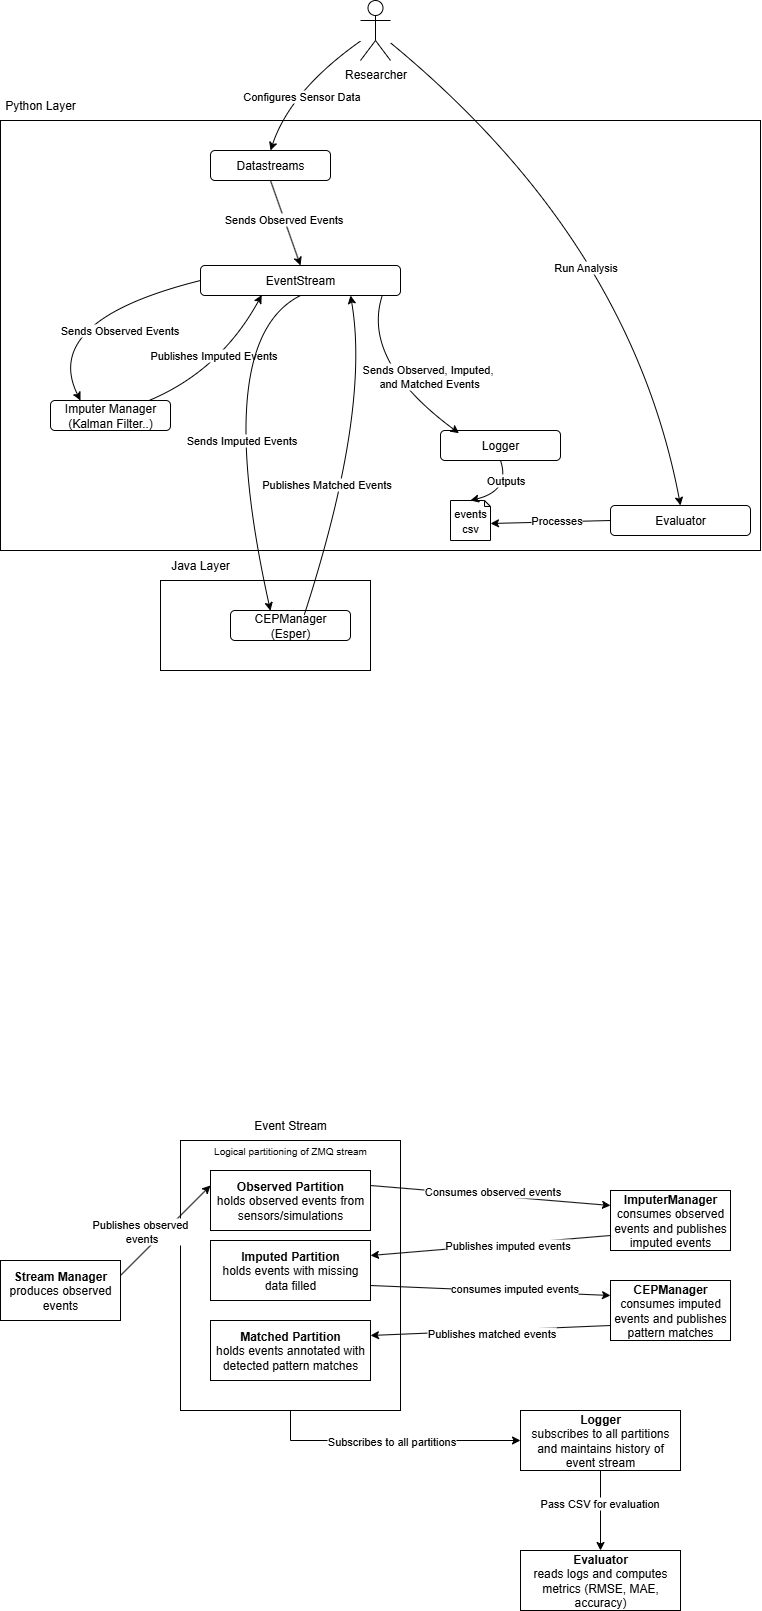 Researcher
Configures Sensor Data
Python Layer
Datastreams
Sends Observed Events
Run Analysis
EventStream
Sends Observed Events
Publishes Imputed Events
Sends Observed, Imputed,
and Matched Events
Imputer Manager
(Kalman Filter..)
Sends Imputed Events
Logger
Publishes Matched Events
Outputs
events
csv
Processes
Evaluator
Java Layer
CEPManager
(Esper)
Event Stream
Logical partitioning of ZMQ stream
Observed Partition
holds observed events from
sensors/simulations
Consumes observed events
ImputerManager
consumes observed
events and publishes
imputed events
Publishes observed
events
Imputed Partition
holds events with missing
data filled
Publishes imputed events
Stream Manager
produces observed
events
consumes imputed events
CEPManager
consumes imputed
events and publishes
pattern matches
Matched Partition
holds events annotated with
detected pattern matches
Publishes matched events
Subscribes to all partitions
Logger
subscribes to all partitions
and maintains history of
event stream
Pass CSV for evaluation
Evaluator
reads logs and computes
metrics (RMSE, MAE,
accuracy)